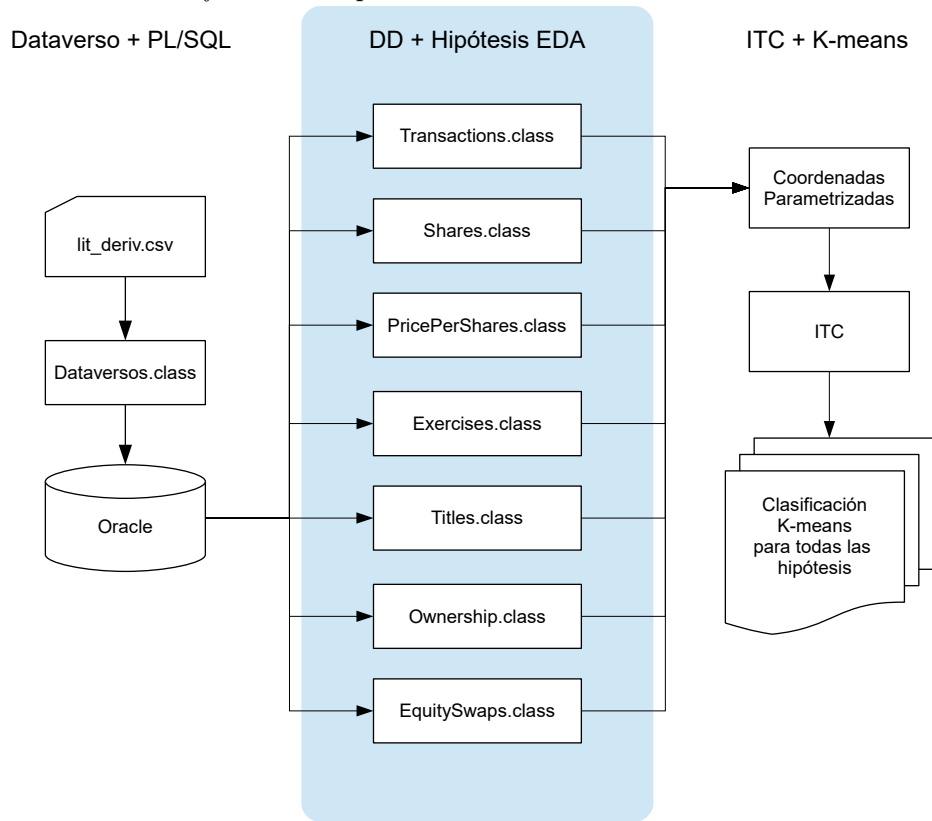 Dataverso + PL/SQL
DD + Hipótesis EDA
ITC + K-means
lit_deriv.csv
Dataversos.class
Oracle
Transactions.class
Shares.class
PricePerShares.class
Exercises.class
Titles.class
Ownership.class
EquitySwaps.class
Coordenadas
Parametrizadas
ITC
Clasificación
K-means
para todas las
hipótesis